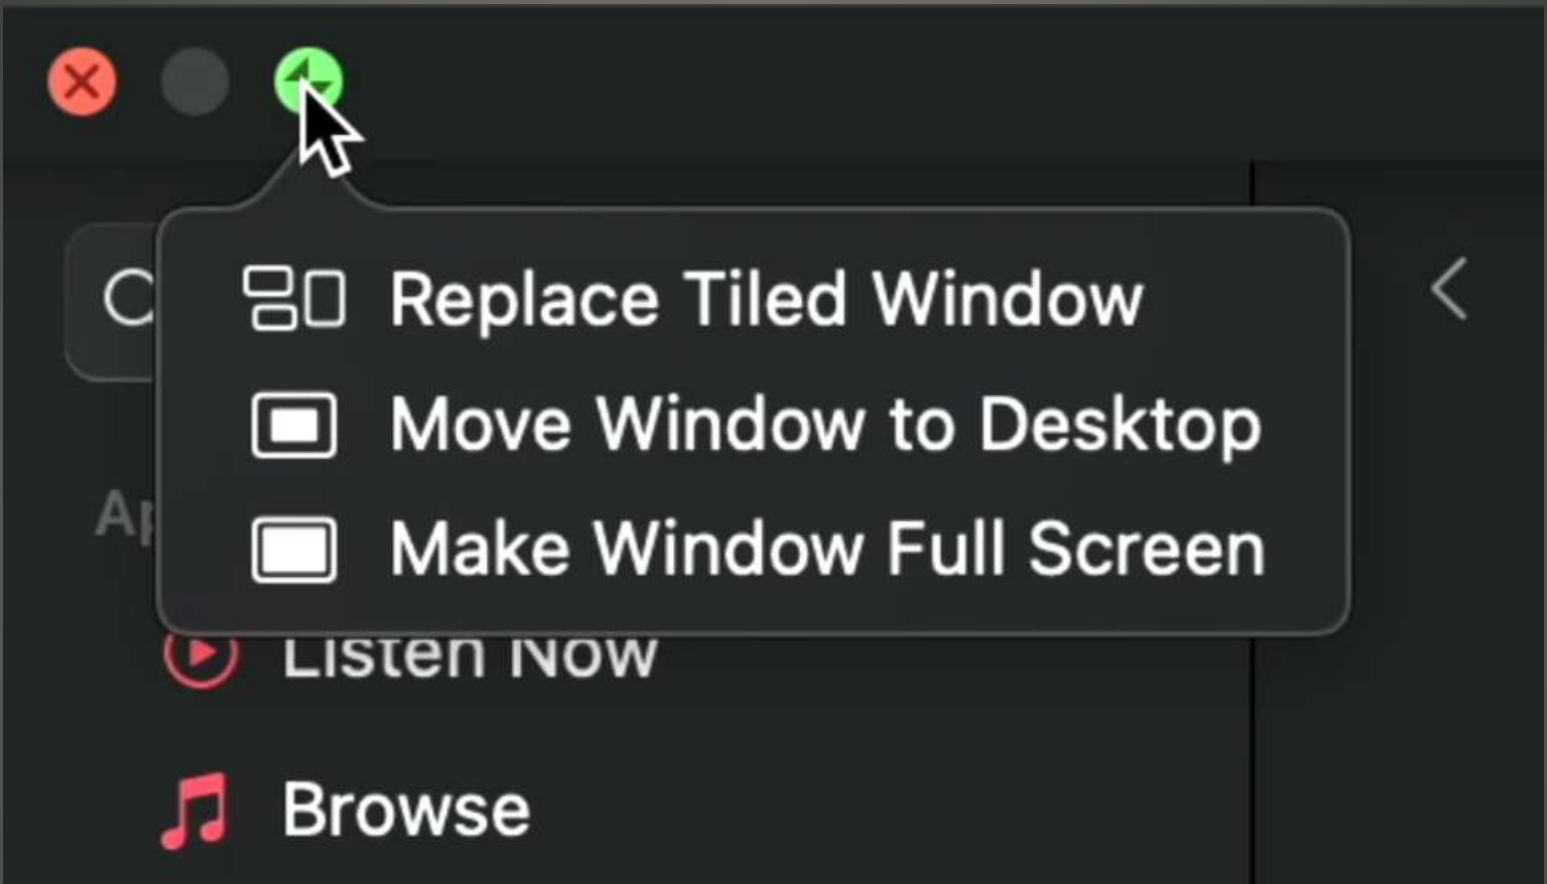 Replace Tiled Window
Move Window to Desktop
Make Window Full Screen
Listen Now
Browse